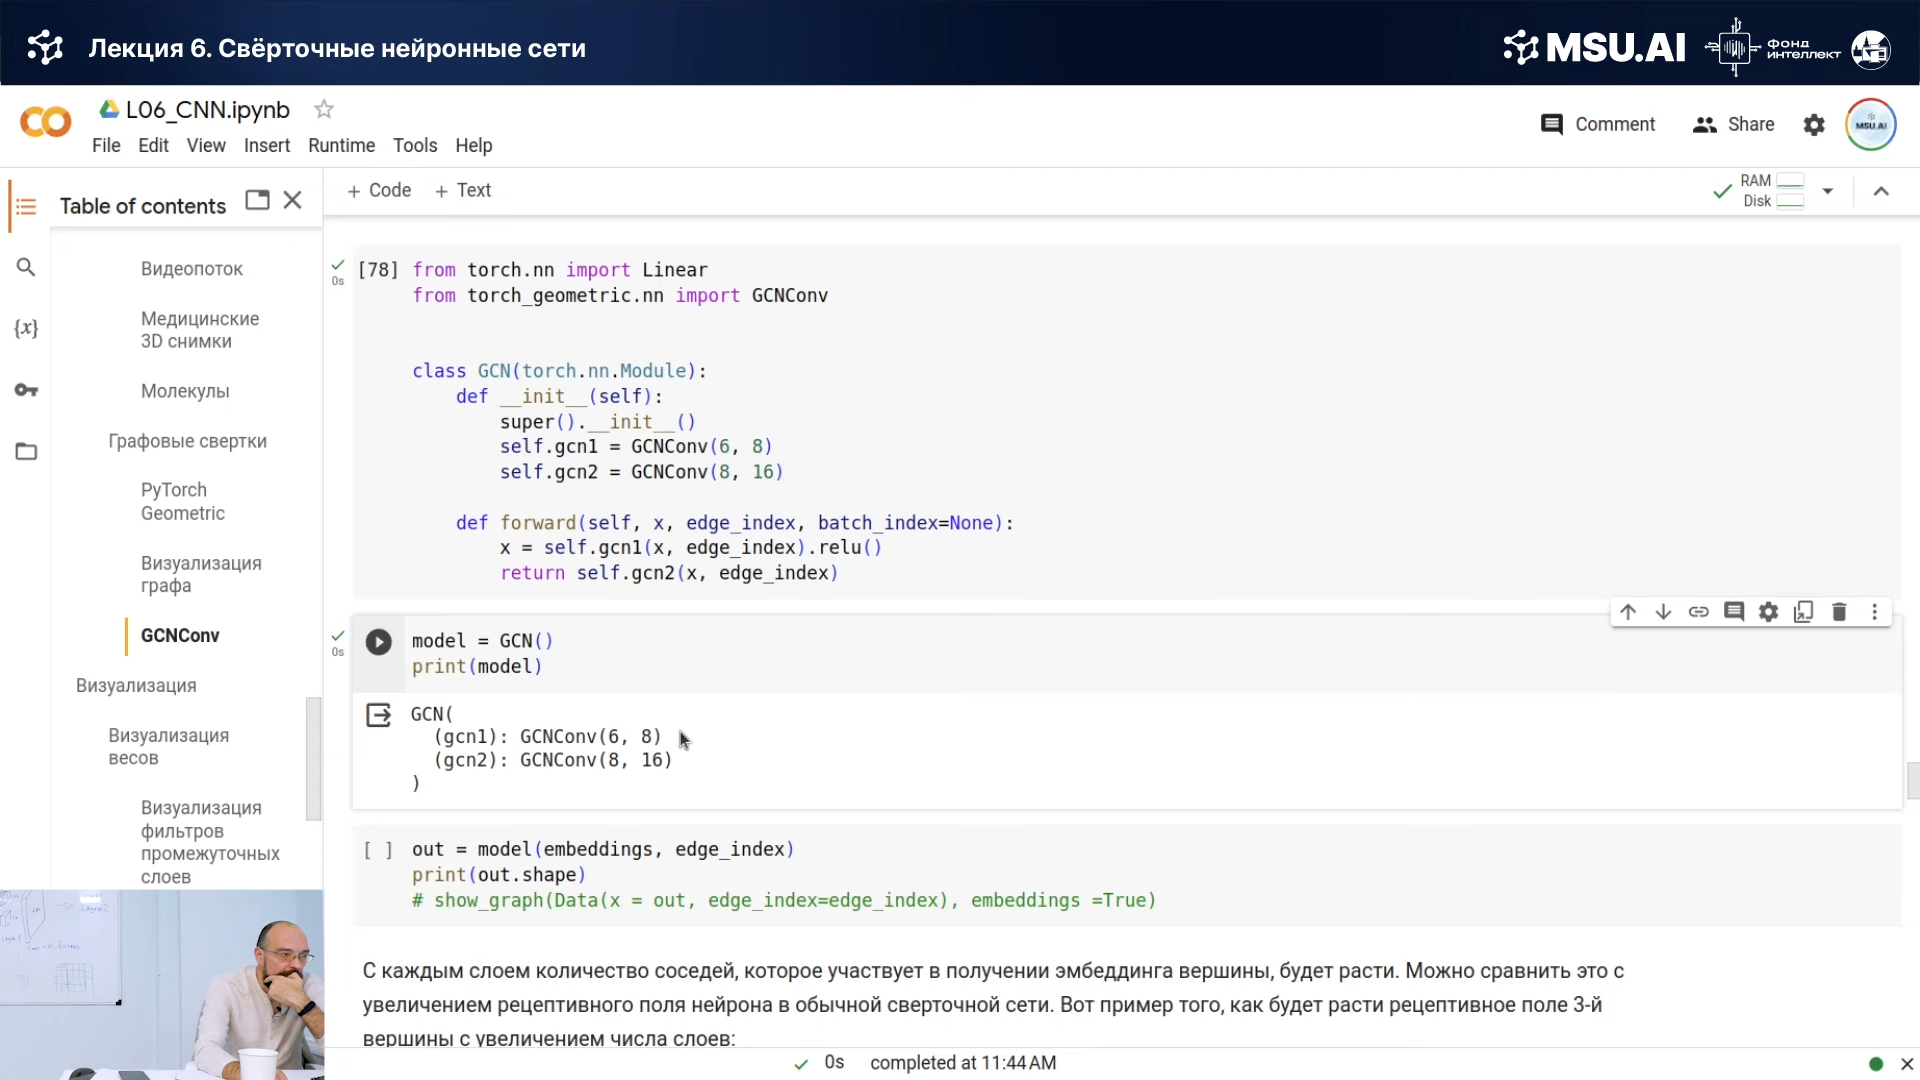 Лекция 6. Свёрточные нейронные сети
MSU.AI
ФОНД
ИНТЕЛЛЕКТ
L06_CNN.ipynb
File Edit View Insert Runtime Tools Help
Comment
Share
MSU.AI
Table of contents
+ Code + Text
RAM
Disk
Видеопоток
Медицинские
3D снимки
Молекулы
Графовые свертки
PyTorch
Geometric
Визуализация
графа
GCNConv
Визуализация
Визуализация
весов
Визуализация
фильтров
промежуточных
слоев
{x}
0s
[78] from torch.nn import Linear
from torch_geometric.nn import GCNConv
class GCN(torch.nn.Module):
def __init__(self):
super().__init__()
self.gcn1 = GCNConv(6, 8)
self.gcn2 = GCNConv(8, 16)
def forward(self, x, edge_index, batch_index=None):
x = self.gcn1(x, edge_index).relu()
return self.gcn2(x, edge_index)
0s
model = GCN()
print(model)
GCN(
(gcn1): GCNConv(6, 8)
(gcn2): GCNConv(8, 16)
)
[ ] out = model(embeddings, edge_index)
print(out.shape)
# show_graph(Data(x = out, edge_index=edge_index), embeddings =True)
С каждым слоем количество соседей, которое участвует в получении эмбеддинга вершины, будет расти. Можно сравнить это с
увеличением рецептивного поля нейрона в обычной сверточной сети. Вот пример того, как будет расти рецептивное поле 3-й
вершины с увеличением числа слоев:
0s completed at 11:44 AM